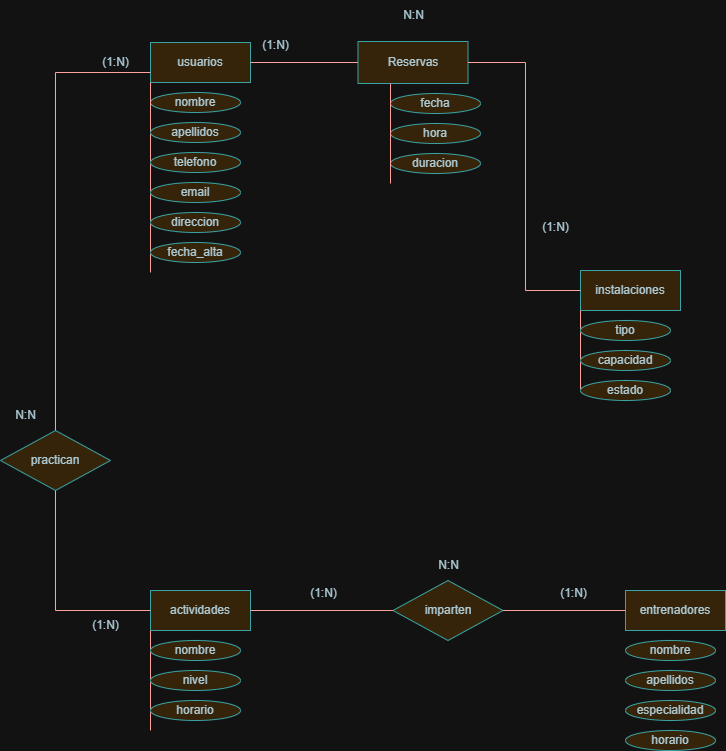 N:N
(1:N)
usuarios
(1:N)
Reservas
nombre
apellidos
telefono
email
direccion
fecha_alta
fecha
hora
duracion
(1:N)
instalaciones
tipo
capacidad
estado
N:N
practican
(1:N)
actividades
(1:N)
N:N
imparten
(1:N)
entrenadores
nombre
nivel
horario
nombre
apellidos
especialidad
horario